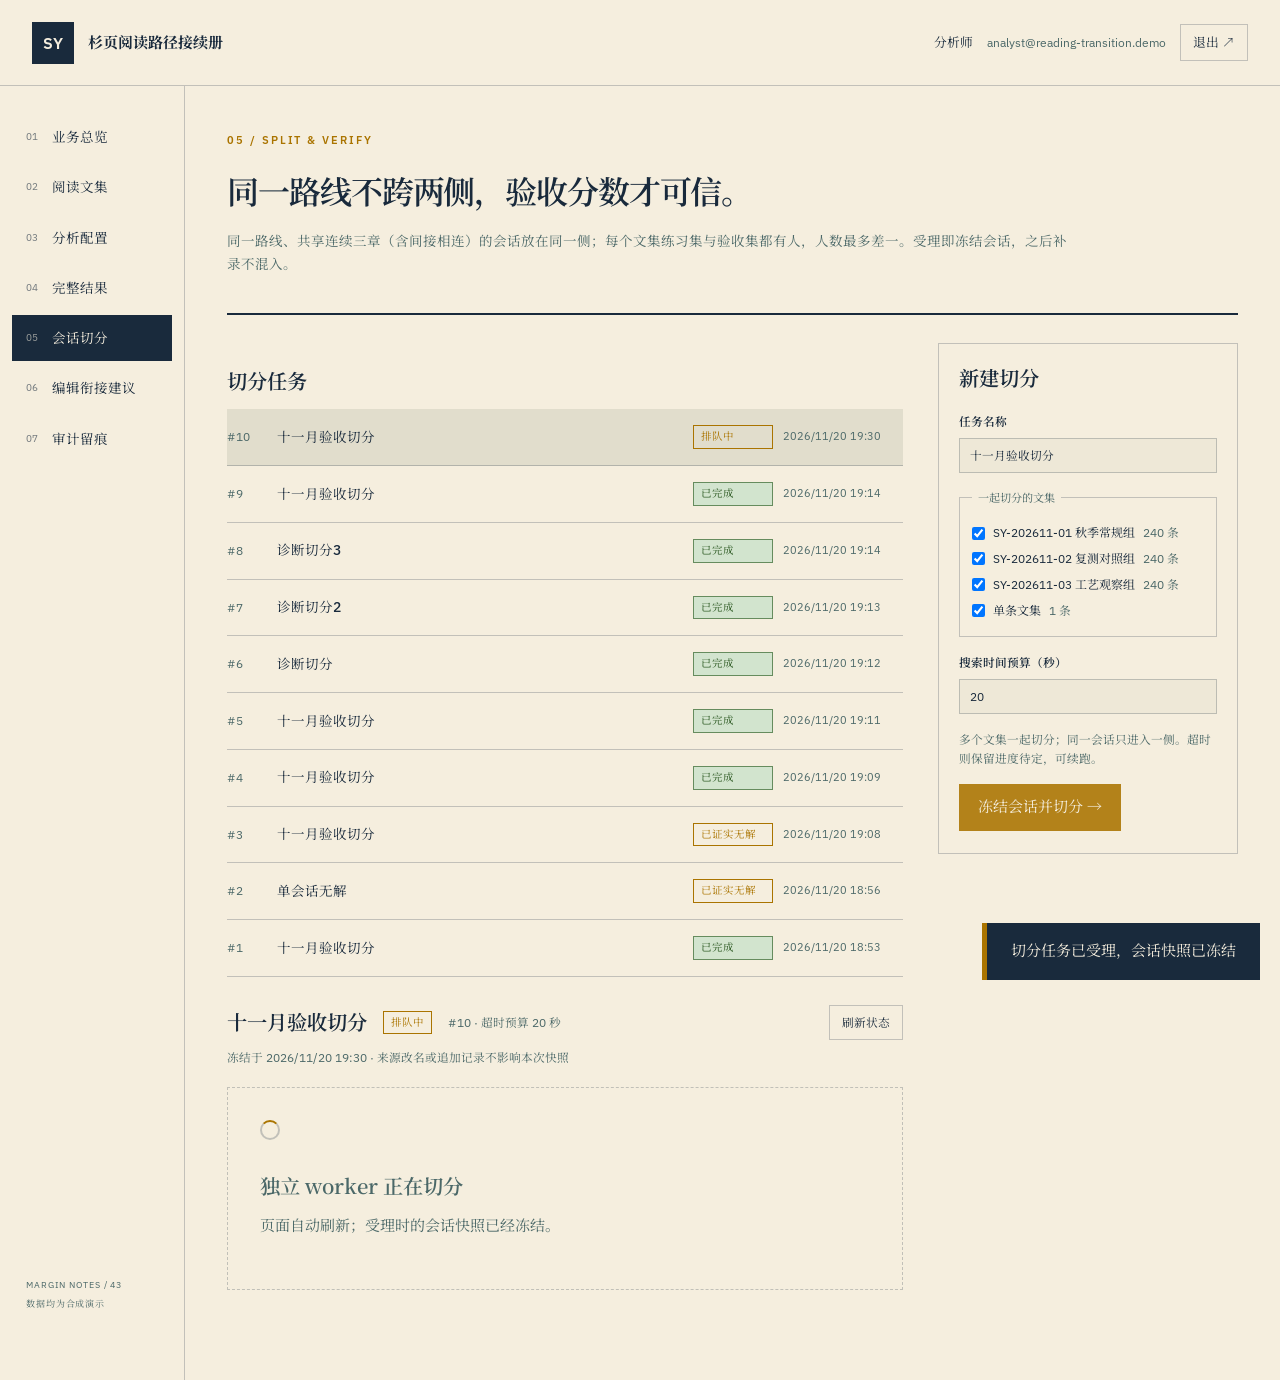 SY
杉页阅读路径接续册
分析师
analyst@reading-transition.demo
退出 ↗
01 业务总览
02 阅读文集
03 分析配置
04 完整结果
05 会话切分
06 编辑衔接建议
07 审计留痕
MARGIN NOTES / 43
数据均为合成演示
05 / SPLIT & VERIFY
同一路线不跨两侧，验收分数才可信。
同一路线、共享连续三章（含间接相连）的会话放在同一侧；每个文集练习集与验收集都有人，人数最多差一。受理即冻结会话，之后补
录不混入。
切分任务
#10 十一月验收切分 排队中 2026/11/20 19:30
#9 十一月验收切分 已完成 2026/11/20 19:14
#8 诊断切分3 已完成 2026/11/20 19:14
#7 诊断切分2 已完成 2026/11/20 19:13
#6 诊断切分 已完成 2026/11/20 19:12
#5 十一月验收切分 已完成 2026/11/20 19:11
#4 十一月验收切分 已完成 2026/11/20 19:09
#3 十一月验收切分 已证实无解 2026/11/20 19:08
#2 单会话无解 已证实无解 2026/11/20 18:56
#1 十一月验收切分 已完成 2026/11/20 18:53
十一月验收切分 排队中 #10 · 超时预算 20 秒 刷新状态
冻结于 2026/11/20 19:30 · 来源改名或追加记录不影响本次快照
独立 worker 正在切分
页面自动刷新；受理时的会话快照已经冻结。
新建切分
任务名称
十一月验收切分
一起切分的文集
SY-202611-01 秋季常规组 240 条
SY-202611-02 复测对照组 240 条
SY-202611-03 工艺观察组 240 条
单条文集 1 条
搜索时间预算（秒）
20
多个文集一起切分；同一会话只进入一侧。超时
则保留进度待定，可续跑。
冻结会话并切分 →
切分任务已受理，会话快照已冻结